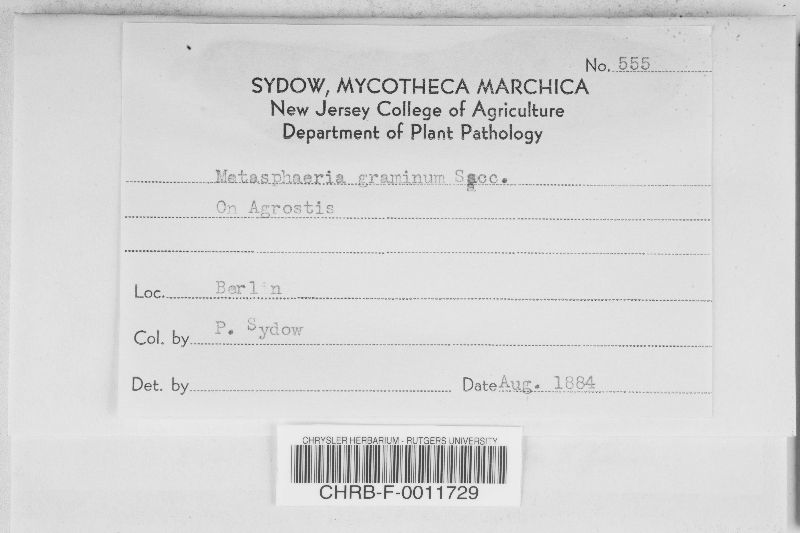 No. 555
SYDOW, MYCOTHECA MARCHICA
New Jersey College of Agriculture
Department of Plant Pathology
Metasphaeria graminum Sacc.
On Agrostis
Loc. Berlin
Col. by P. Sydow
Det. by
Date Aug. 1884
CHRYSLER HERBARIUM - RUTGERS UNIVERSITY
CHRB-F-0011729